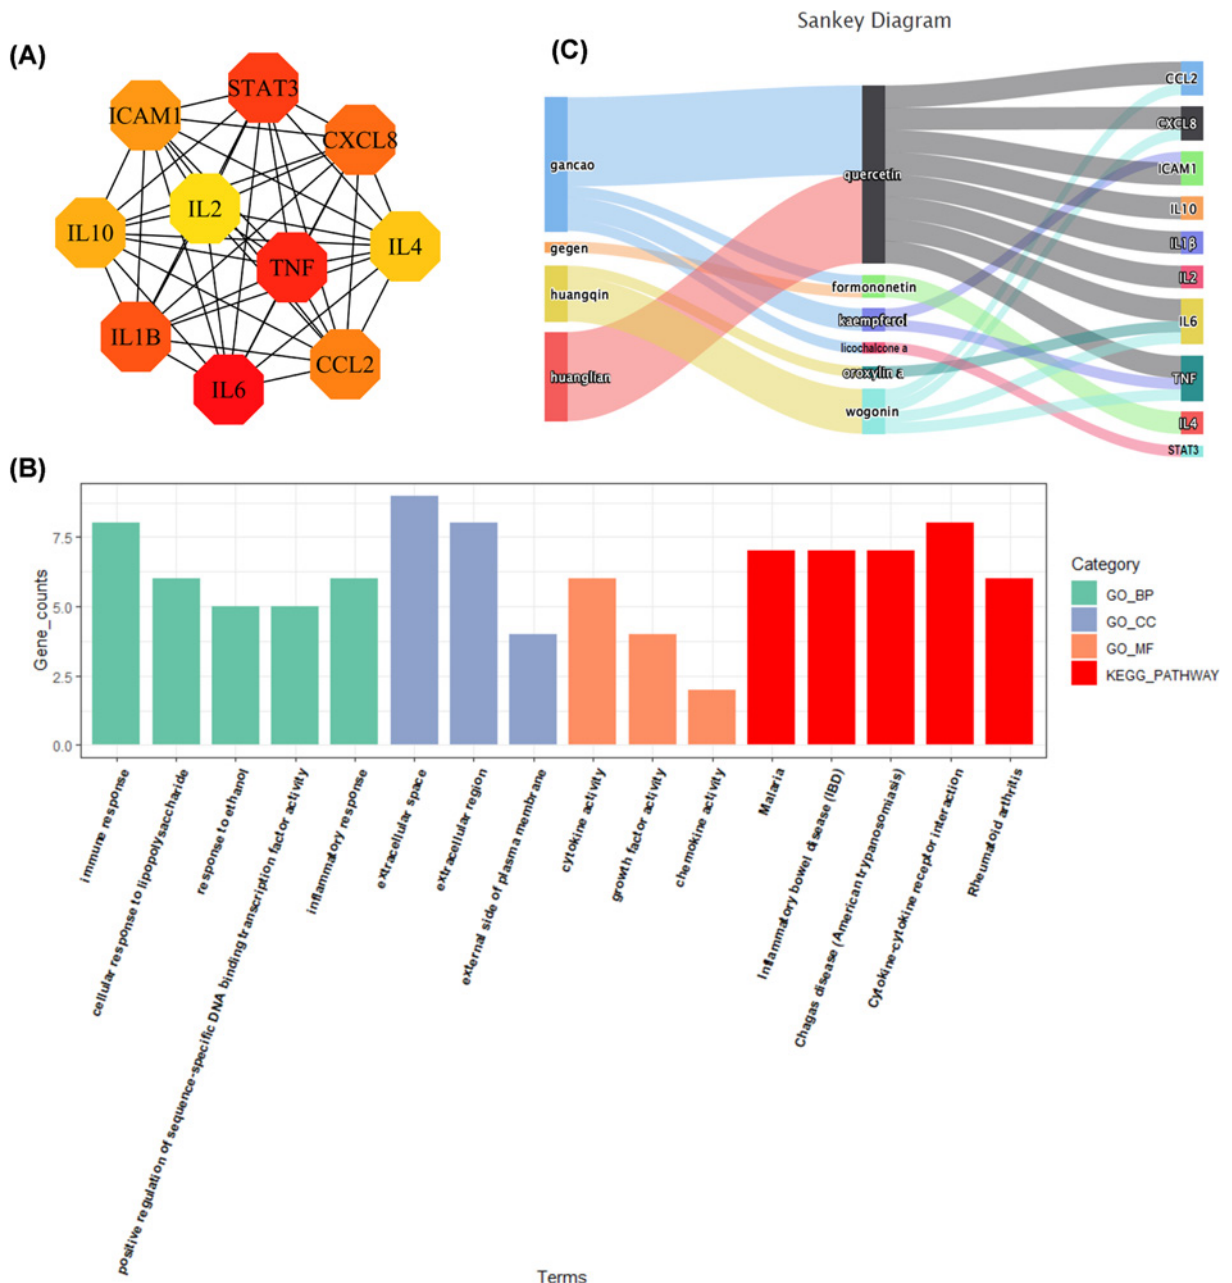 Sankey Diagram
(A)
STAT3
ICAM1
CXCL8
IL2
IL10
IL4
TNF
IL1B
CCL2
IL6
(C)
gancao
gegen
huangqin
huanglian
quercetin
formononetin
kaempferol
licochalcone a
oroxylin a
wogonin
CCL2
CXCL8
ICAM1
IL10
IL1β
IL2
IL6
TNF
IL4
STAT3
(B)
Gene_counts
7.5
5.0
2.5
0.0
immune response
cellular response to lipopolysaccharide
response to ethanol
positive regulation of sequence-specific DNA binding transcription factor activity
inflammatory response
extracellular space
extracellular region
external side of plasma membrane
cytokine activity
growth factor activity
chemokine activity
Malaria
Inflammatory bowel disease (IBD)
Chagas disease (American trypanosomiasis)
Cytokine-cytokine receptor interaction
Rheumatoid arthritis
Terms
Category
GO_BP
GO_CC
GO_MF
KEGG_PATHWAY